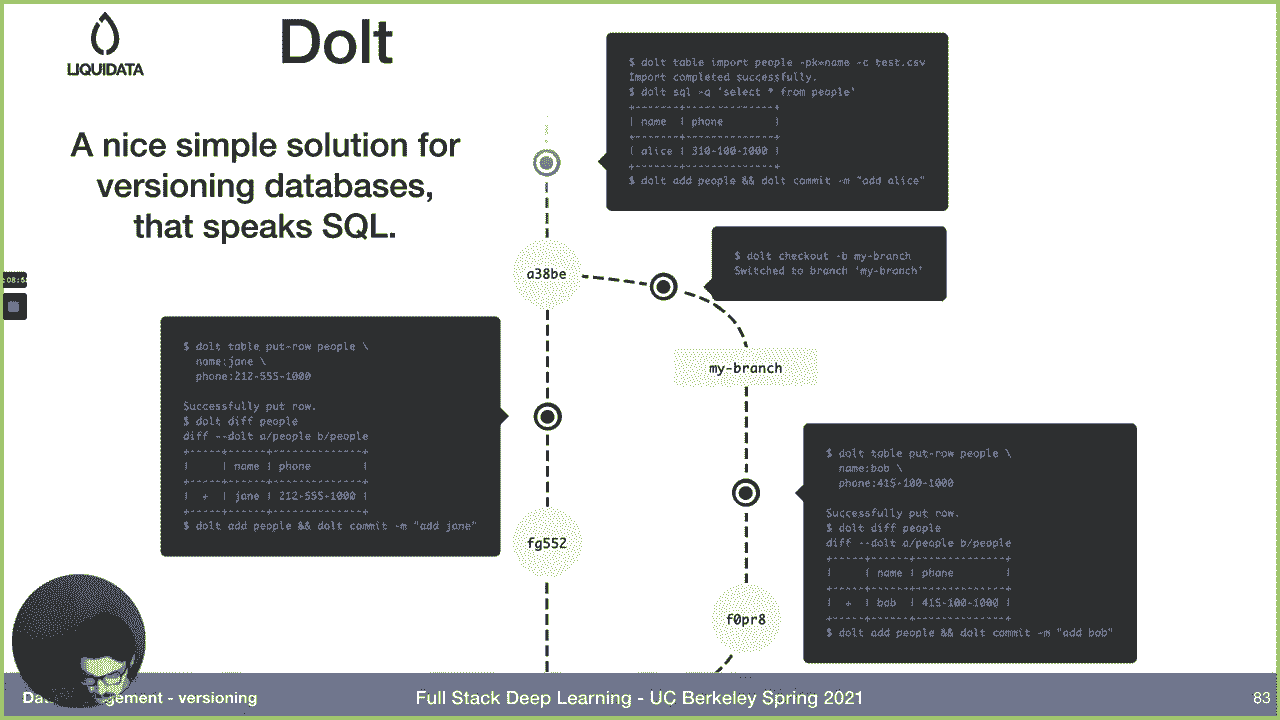 LIQUIDATA
Dolt
A nice simple solution for
versioning databases,
that speaks SQL.
$ dolt table import people -pk=name -c test.csv
Import completed successfully.
$ dolt sql -q 'select * from people'
+-------+--------------+
| name | phone |
+-------+--------------+
| alice | 310-100-1000 |
+-------+--------------+
$ dolt add people && dolt commit -m "add alice"
a38be
$ dolt checkout -b my-branch
Switched to branch 'my-branch'
my-branch
$ dolt table put-row people \
name:jane \
phone:212-555-1000
Successfully put row.
$ dolt diff people
diff --dolt a/people b/people
+-----+------+--------------+
| | name | phone |
+-----+------+--------------+
| + | jane | 212-555-1000 |
+-----+------+--------------+
$ dolt add people && dolt commit -m "add jane"
fg552
$ dolt table put-row people \
name:bob \
phone:415-100-1000
Successfully put row.
$ dolt diff people
diff --dolt a/people b/people
+-----+------+--------------+
| | name | phone |
+-----+------+--------------+
| + | bob | 415-100-1000 |
+-----+------+--------------+
$ dolt add people && dolt commit -m "add bob"
f0pr8
- versioning
Full Stack Deep Learning - UC Berkeley Spring 2021
83